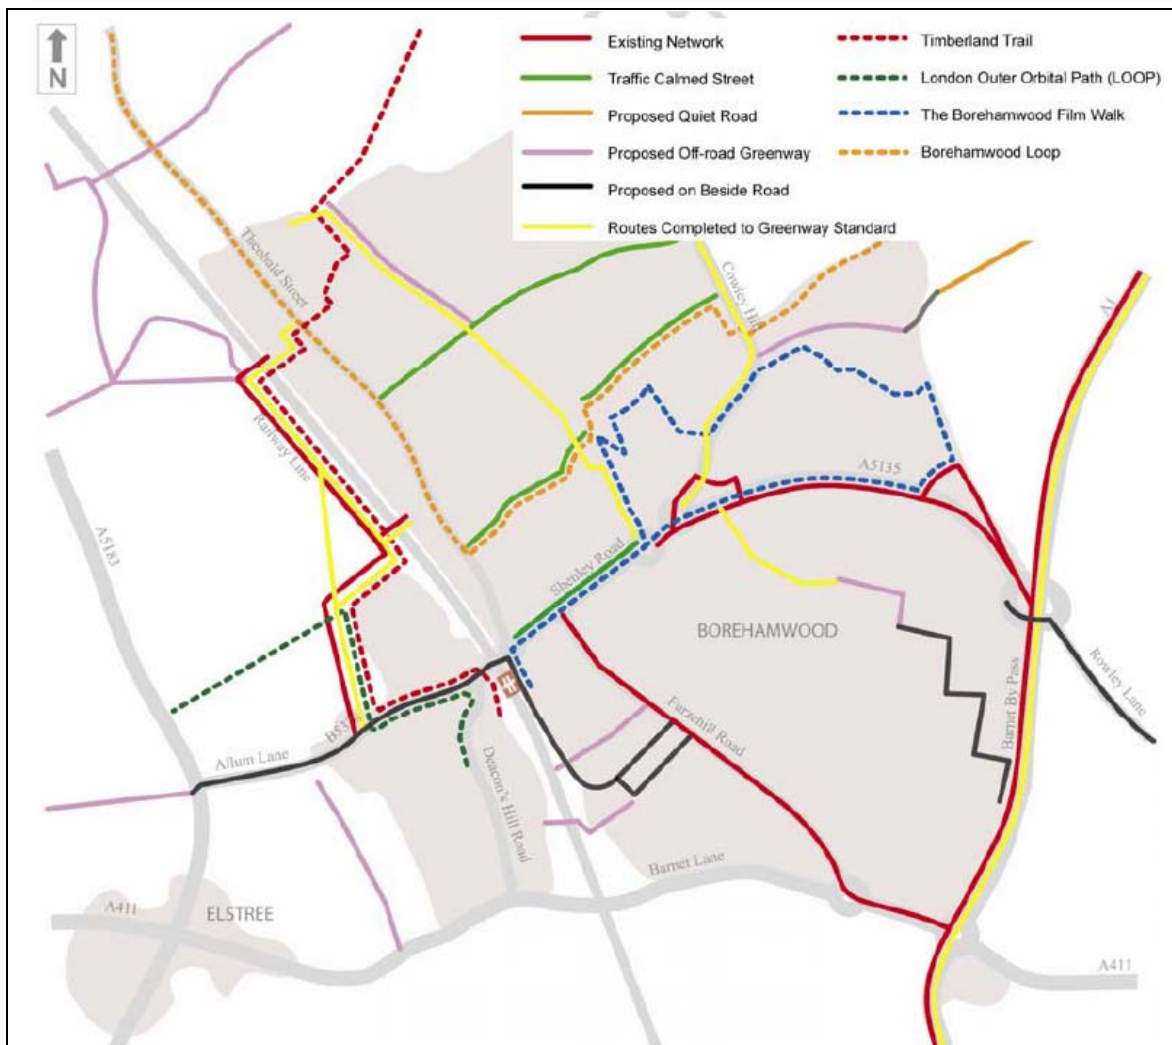 N
Existing Network
Traffic Calmed Street
Proposed Quiet Road
Proposed Off-road Greenway
Proposed on Beside Road
Routes Completed to Greenway Standard
Timberland Trail
London Outer Orbital Path (LOOP)
The Borehamwood Film Walk
Borehamwood Loop
Theobald Street
Cowley Hill
A1
Railway Line
A5135
A5183
Shenley Road
BOREHAMWOOD
Rowley Lane
Furzehill Road
Barnet By Pass
Allum Lane
Deacon's Hill Road
Barnet Lane
A411
ELSTREE
A411